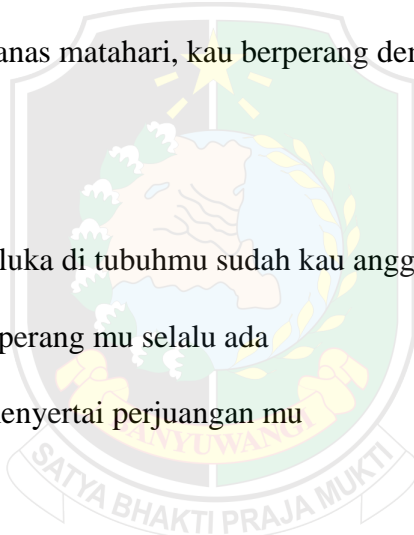 anas matahari, kau berperang
luka di tubuhmu sudah kau angg
perang mu selalu ada
enyertai perjuangan mu
BANYUWANGI
SATYA BHAKTI PRAJA MUKTI